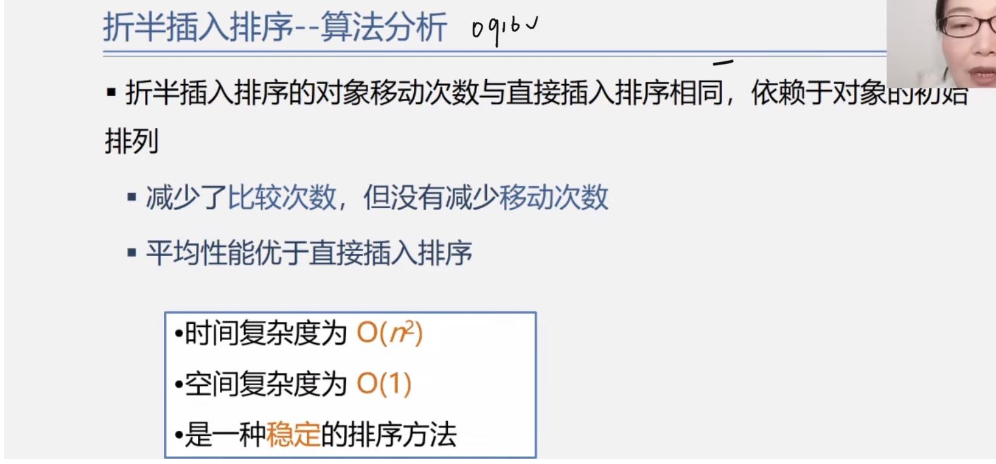 折半插入排序--算法分析 0916
▪ 折半插入排序的对象移动次数与直接插入排序相同，依赖于对象的初始
排列
▪ 减少了比较次数，但没有减少移动次数
▪ 平均性能优于直接插入排序
•时间复杂度为 O(n²)
•空间复杂度为 O(1)
•是一种稳定的排序方法